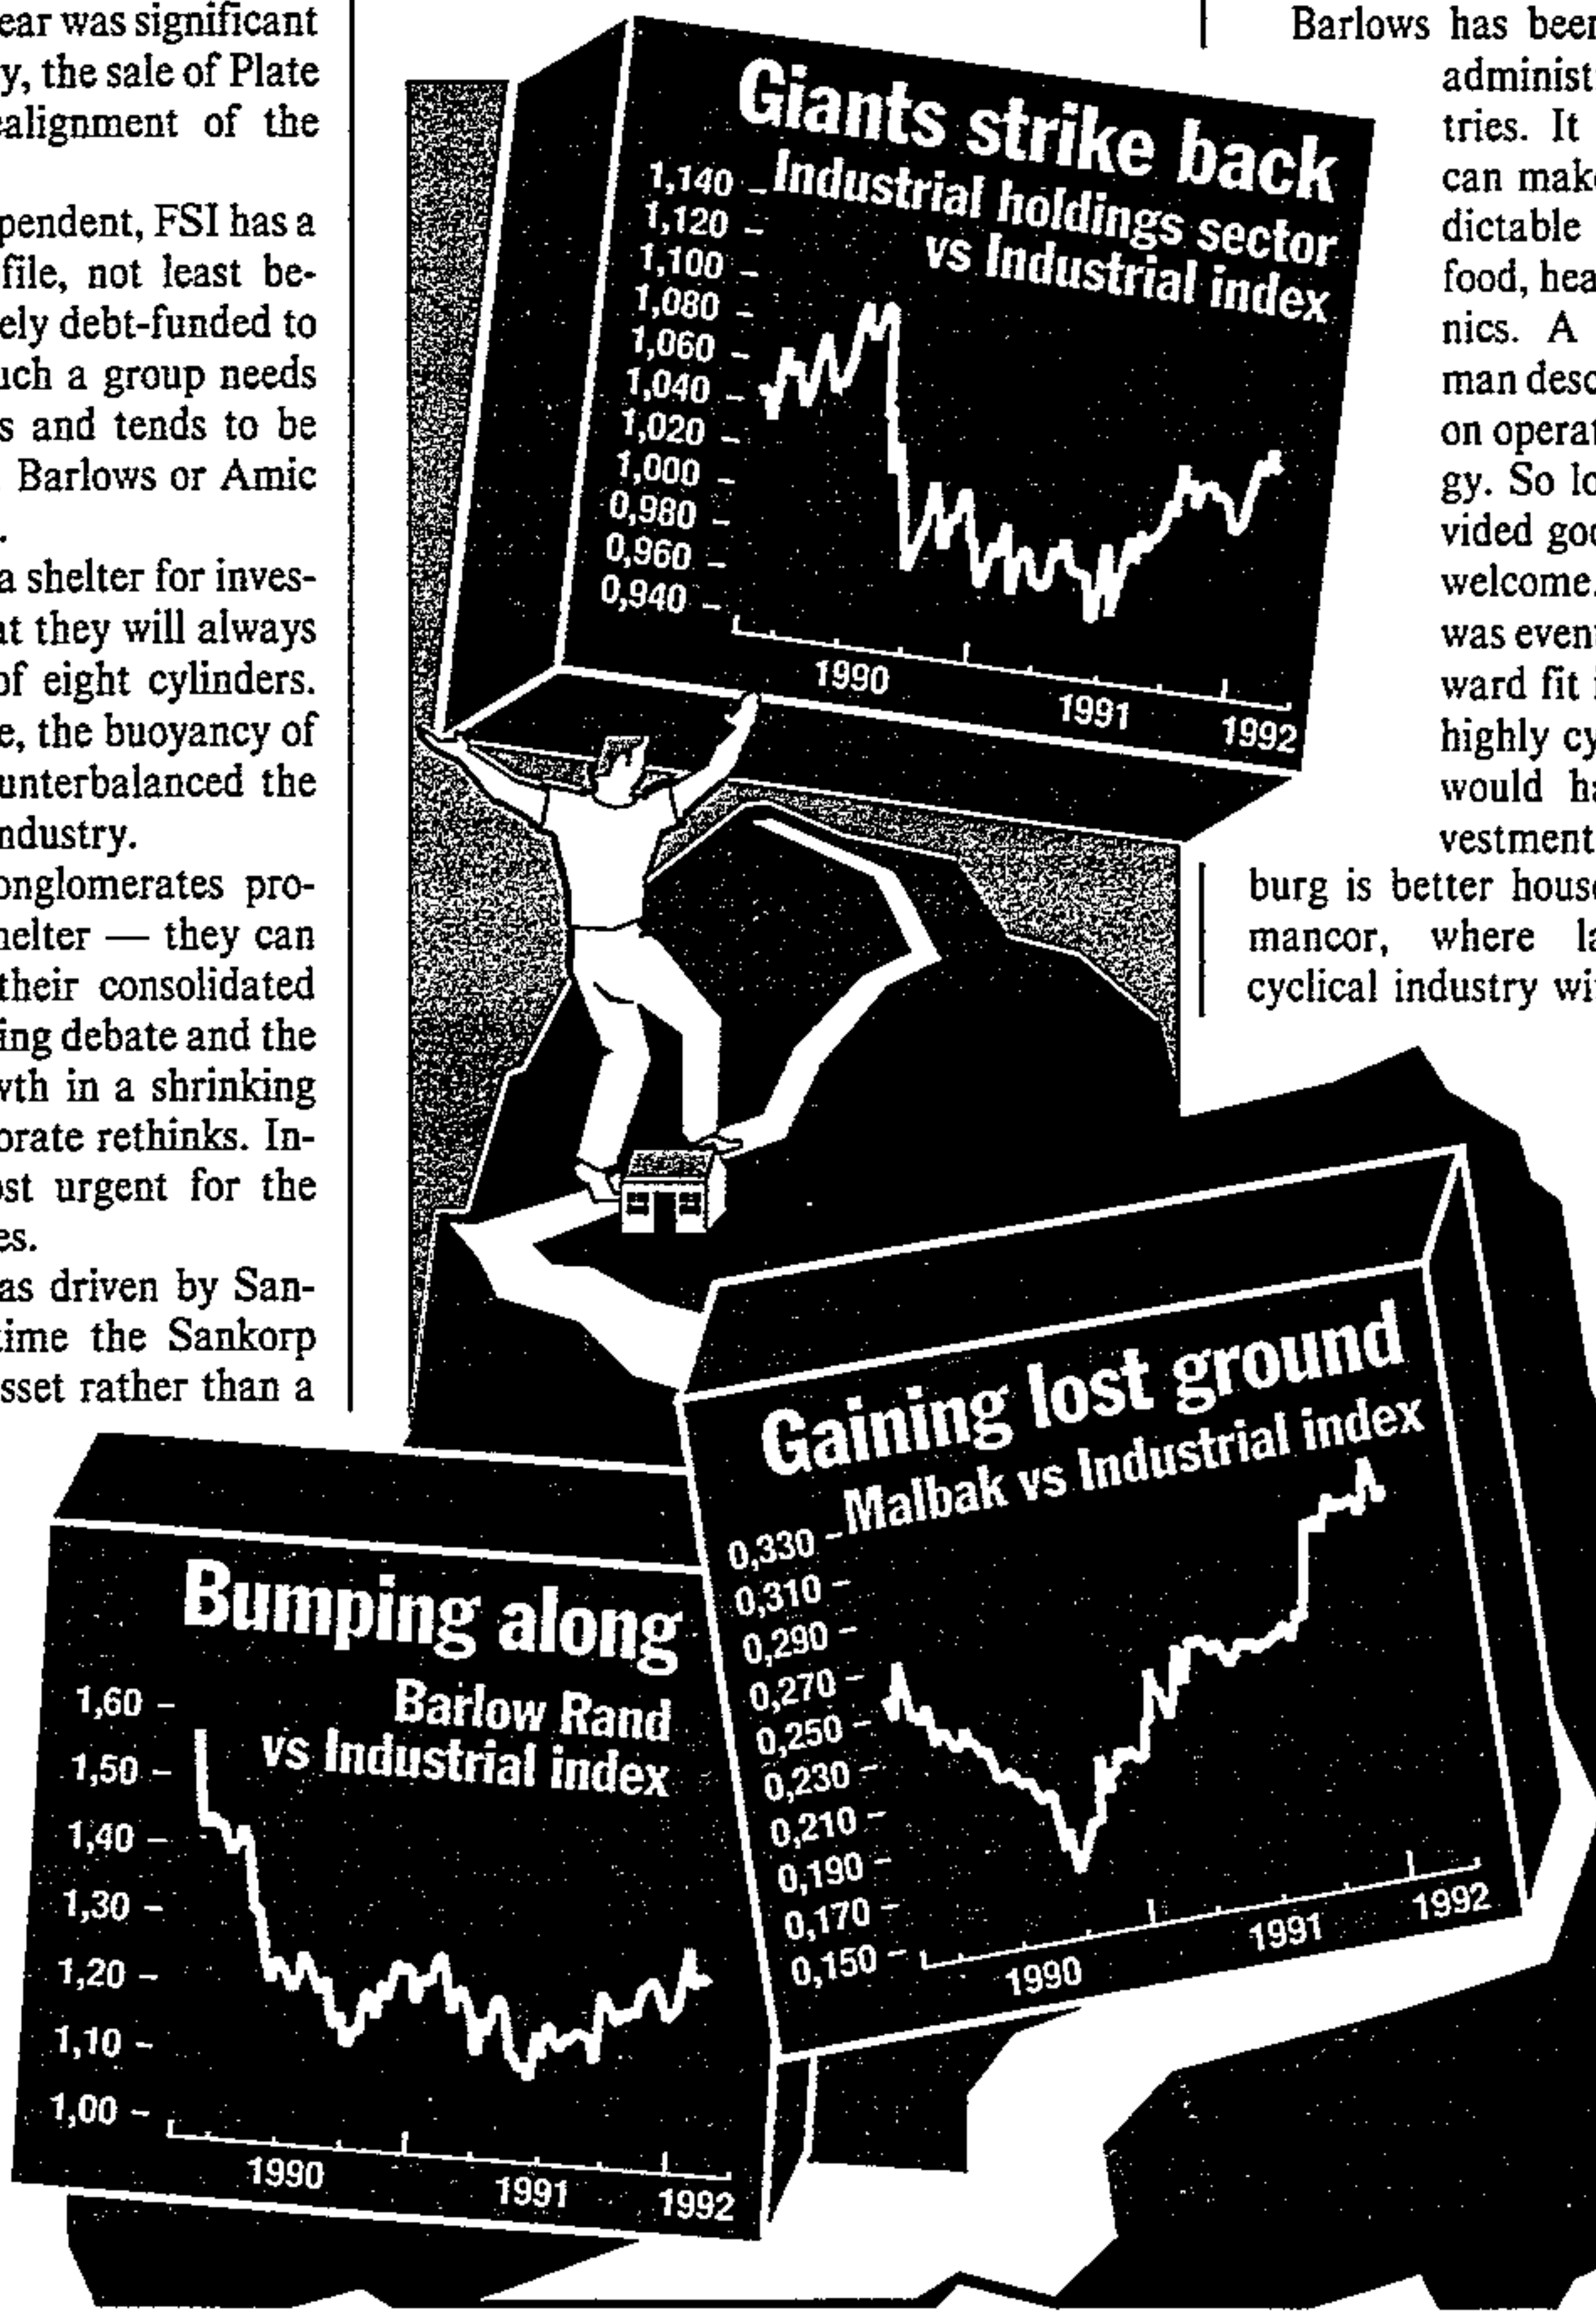 ear was significant
y, the sale of Plate
alignment of the
pendent, FSI has a
file, not least be-
ely debt-funded to
uch a group needs
s and tends to be
Barlows or Amic
.
a shelter for inves-
at they will always
of eight cylinders.
e, the buoyancy of
unterbalanced the
ndustry.
onglomerates pro-
helter — they can
their consolidated
ing debate and the
wth in a shrinking
orate rethinks. In-
ost urgent for the
es.
as driven by San-
time the Sankorp
sset rather than a
Giants strike back
Industrial holdings sector
vs Industrial index
1,140
1,120
1,100
1,080
1,060
1,040
1,020
1,000
0,980
0,960
0,940
1990 1991 1992
Gaining lost ground
Malbak vs Industrial index
0,330
0,310
0,290
0,270
0,250
0,230
0,210
0,190
0,170
0,150
1990 1991 1992
Bumping along
Barlow Rand
vs Industrial index
1,60
1,50
1,40
1,30
1,20
1,10
1,00
1990 1991 1992
Barlows has been
administ
tries. It
can make
dictable
food, hea
nics. A
man desc
on operat
gy. So lo
vided goo
welcome.
was even
ward fit i
highly cy
would ha
vestment
burg is better house
mancor, where la
cyclical industry wi